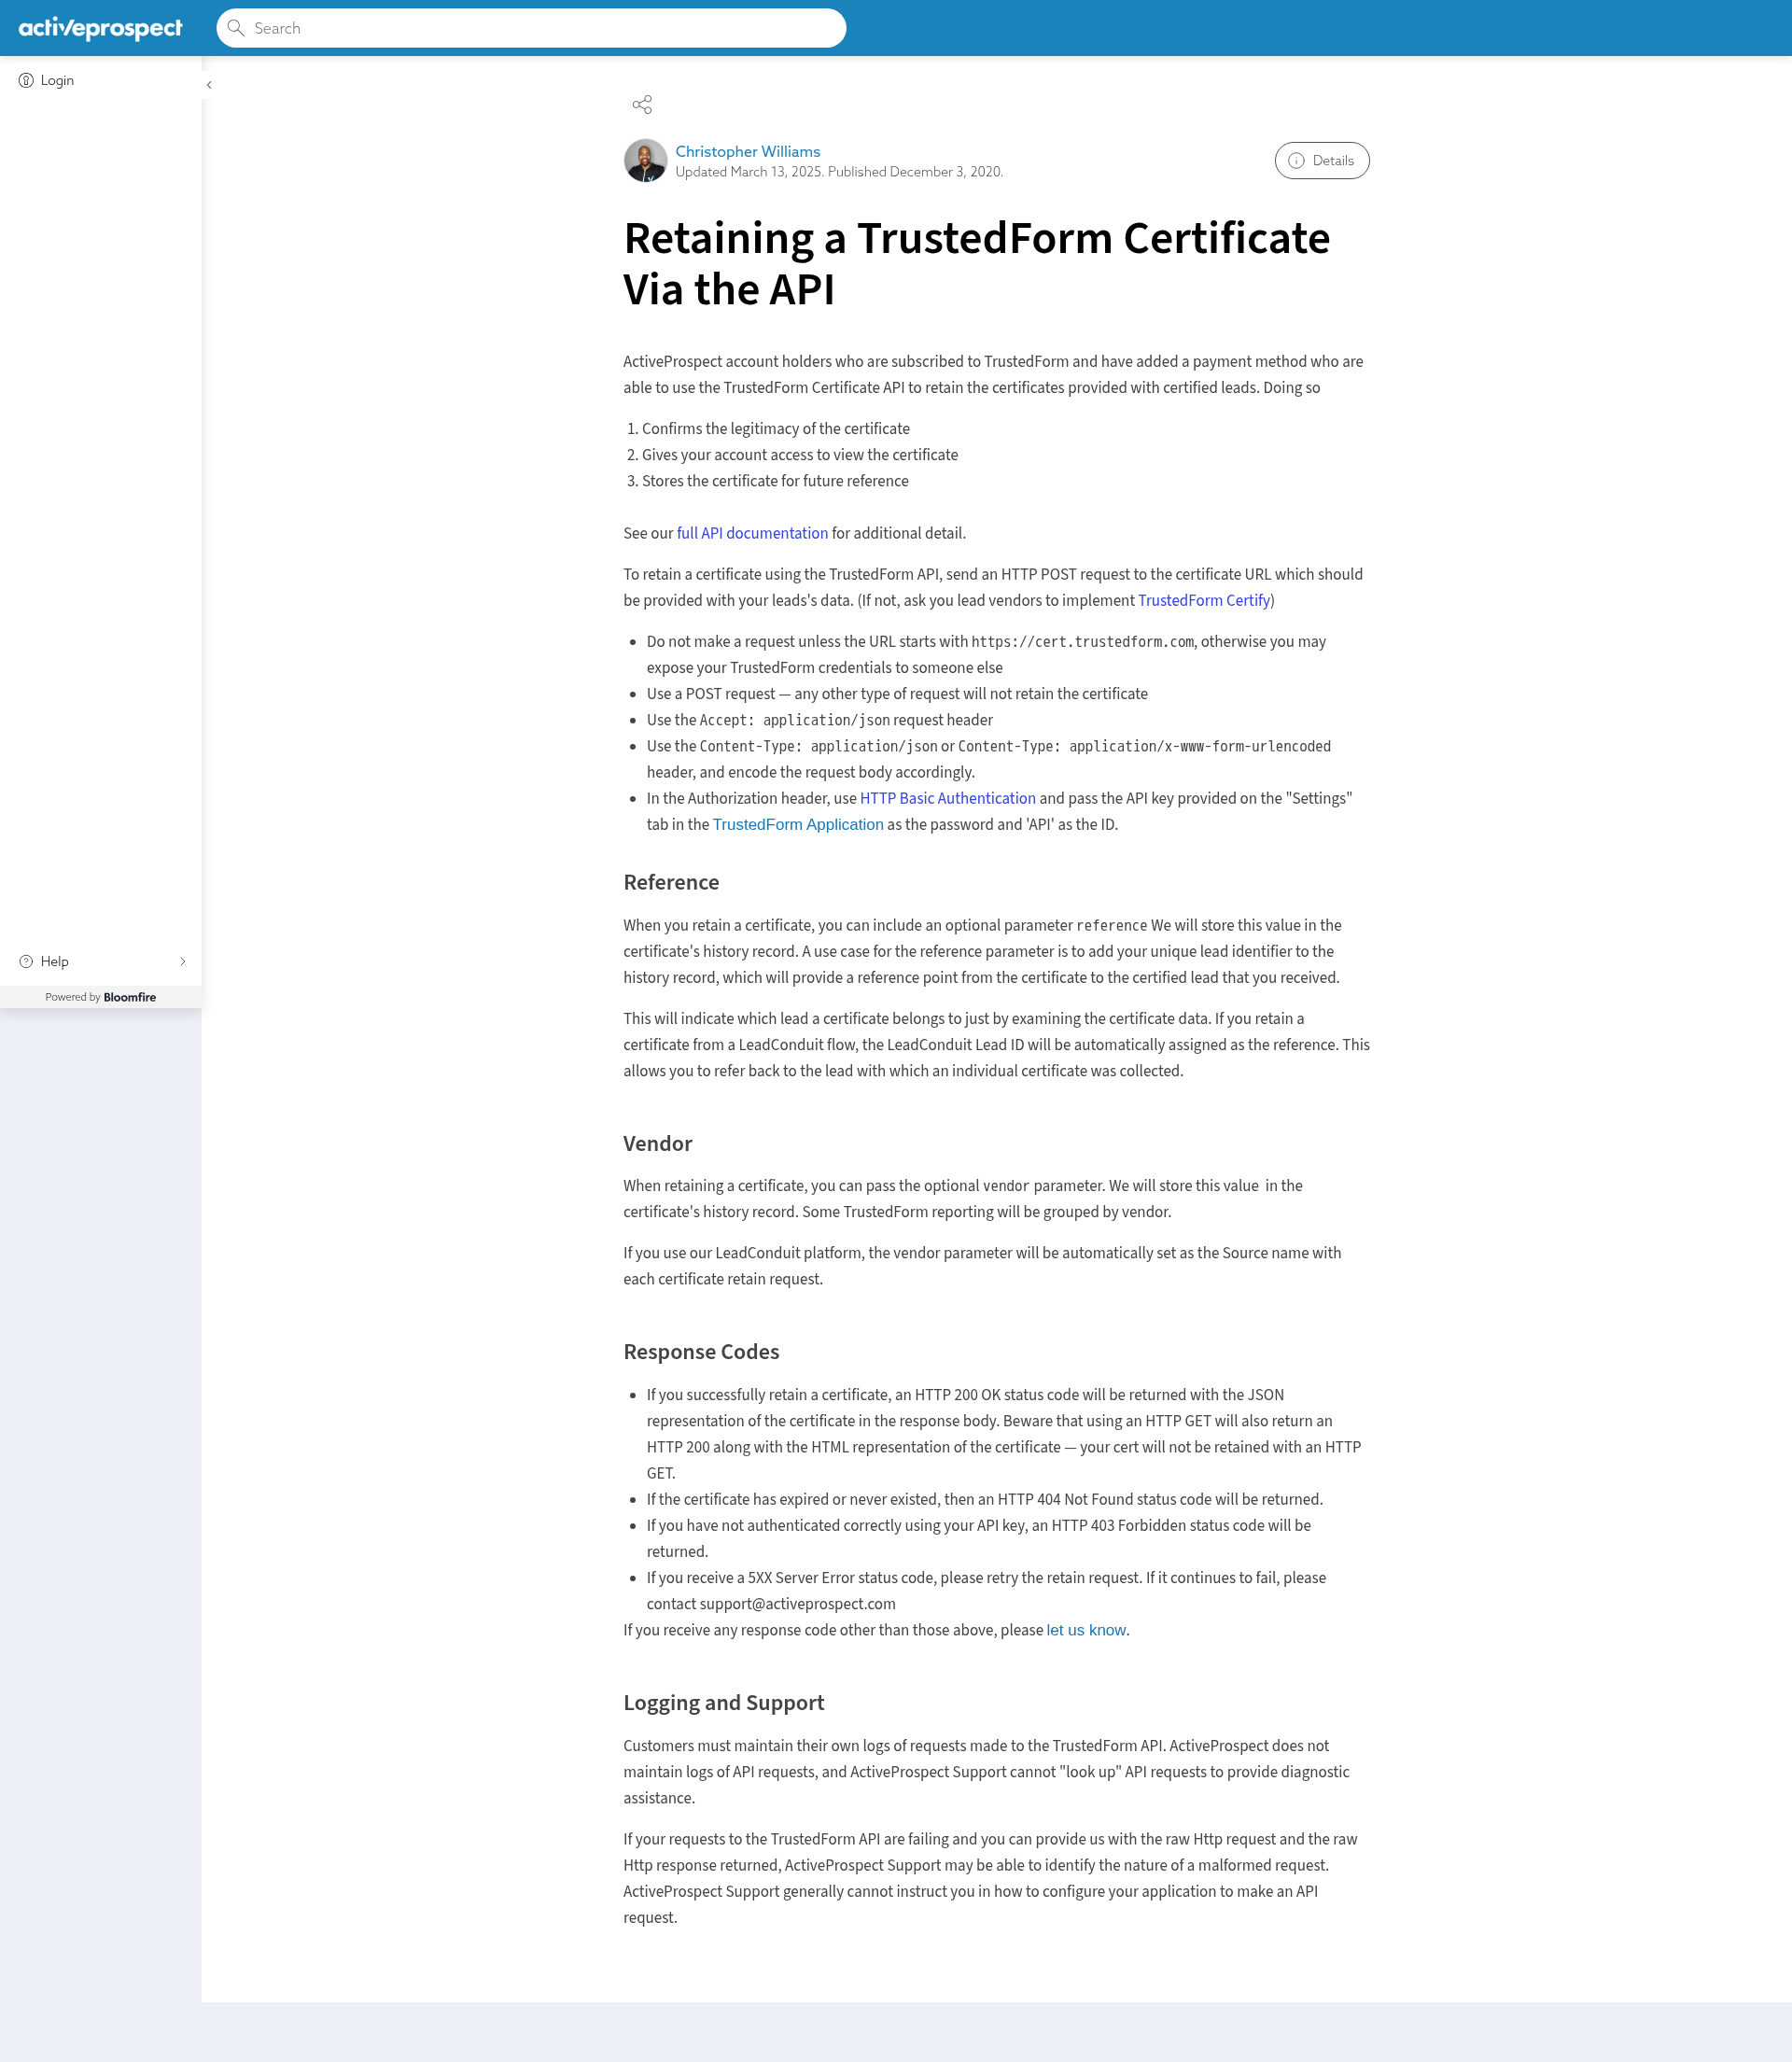 activeprospect
Search
Login
Christopher Williams
Updated March 13, 2025. Published December 3, 2020.
Details
Retaining a TrustedForm Certificate
Via the API
ActiveProspect account holders who are subscribed to TrustedForm and have added a payment method who are
able to use the TrustedForm Certificate API to retain the certificates provided with certified leads. Doing so
1. Confirms the legitimacy of the certificate
2. Gives your account access to view the certificate
3. Stores the certificate for future reference
See our full API documentation for additional detail.
To retain a certificate using the TrustedForm API, send an HTTP POST request to the certificate URL which should
be provided with your leads's data. (If not, ask you lead vendors to implement TrustedForm Certify)
• Do not make a request unless the URL starts with https://cert.trustedform.com, otherwise you may
expose your TrustedForm credentials to someone else
• Use a POST request — any other type of request will not retain the certificate
• Use the Accept: application/json request header
• Use the Content-Type: application/json or Content-Type: application/x-www-form-urlencoded
header, and encode the request body accordingly.
• In the Authorization header, use HTTP Basic Authentication and pass the API key provided on the "Settings"
tab in the TrustedForm Application as the password and 'API' as the ID.
Reference
When you retain a certificate, you can include an optional parameter reference We will store this value in the
certificate's history record. A use case for the reference parameter is to add your unique lead identifier to the
history record, which will provide a reference point from the certificate to the certified lead that you received.
Help
Powered by Bloomfire
This will indicate which lead a certificate belongs to just by examining the certificate data. If you retain a
certificate from a LeadConduit flow, the LeadConduit Lead ID will be automatically assigned as the reference. This
allows you to refer back to the lead with which an individual certificate was collected.
Vendor
When retaining a certificate, you can pass the optional vendor parameter. We will store this value  in the
certificate's history record. Some TrustedForm reporting will be grouped by vendor.
If you use our LeadConduit platform, the vendor parameter will be automatically set as the Source name with
each certificate retain request.
Response Codes
• If you successfully retain a certificate, an HTTP 200 OK status code will be returned with the JSON
representation of the certificate in the response body. Beware that using an HTTP GET will also return an
HTTP 200 along with the HTML representation of the certificate — your cert will not be retained with an HTTP
GET.
• If the certificate has expired or never existed, then an HTTP 404 Not Found status code will be returned.
• If you have not authenticated correctly using your API key, an HTTP 403 Forbidden status code will be
returned.
• If you receive a 5XX Server Error status code, please retry the retain request. If it continues to fail, please
contact support@activeprospect.com
If you receive any response code other than those above, please let us know.
Logging and Support
Customers must maintain their own logs of requests made to the TrustedForm API. ActiveProspect does not
maintain logs of API requests, and ActiveProspect Support cannot "look up" API requests to provide diagnostic
assistance.
If your requests to the TrustedForm API are failing and you can provide us with the raw Http request and the raw
Http response returned, ActiveProspect Support may be able to identify the nature of a malformed request.
ActiveProspect Support generally cannot instruct you in how to configure your application to make an API
request.